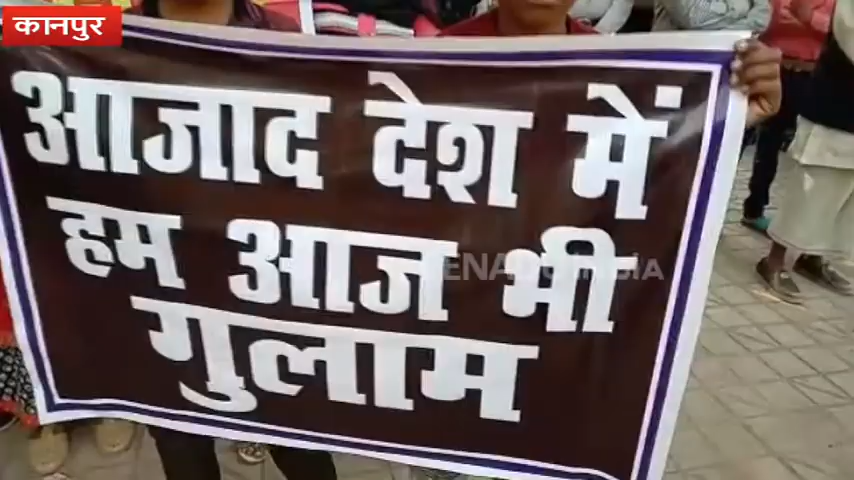 कानपुर
आजाद देश में
हम आज भी
गुलाम